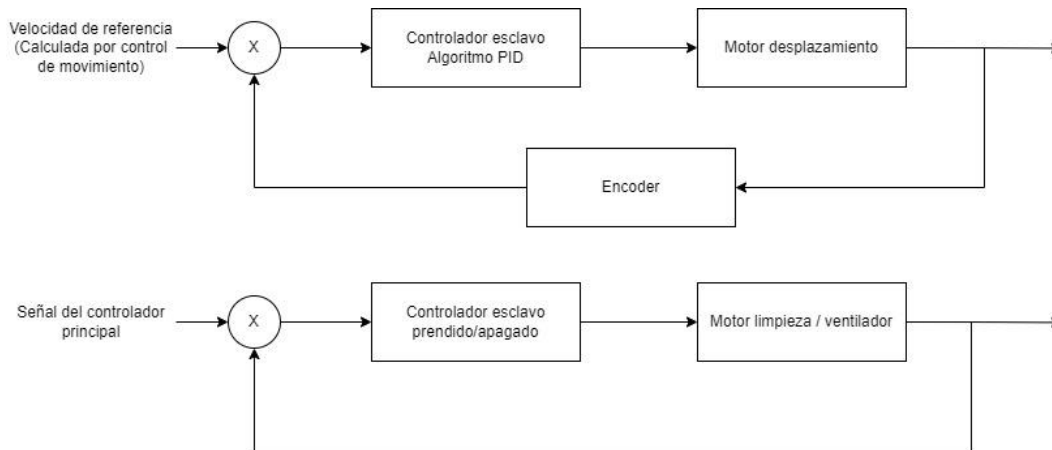 Velocidad de referencia
(Calculada por control
de movimiento)
X
Controlador esclavo
Algoritmo PID
Motor desplazamiento
Encoder
Señal del controlador
principal
X
Controlador esclavo
prendido/apagado
Motor limpieza / ventilador